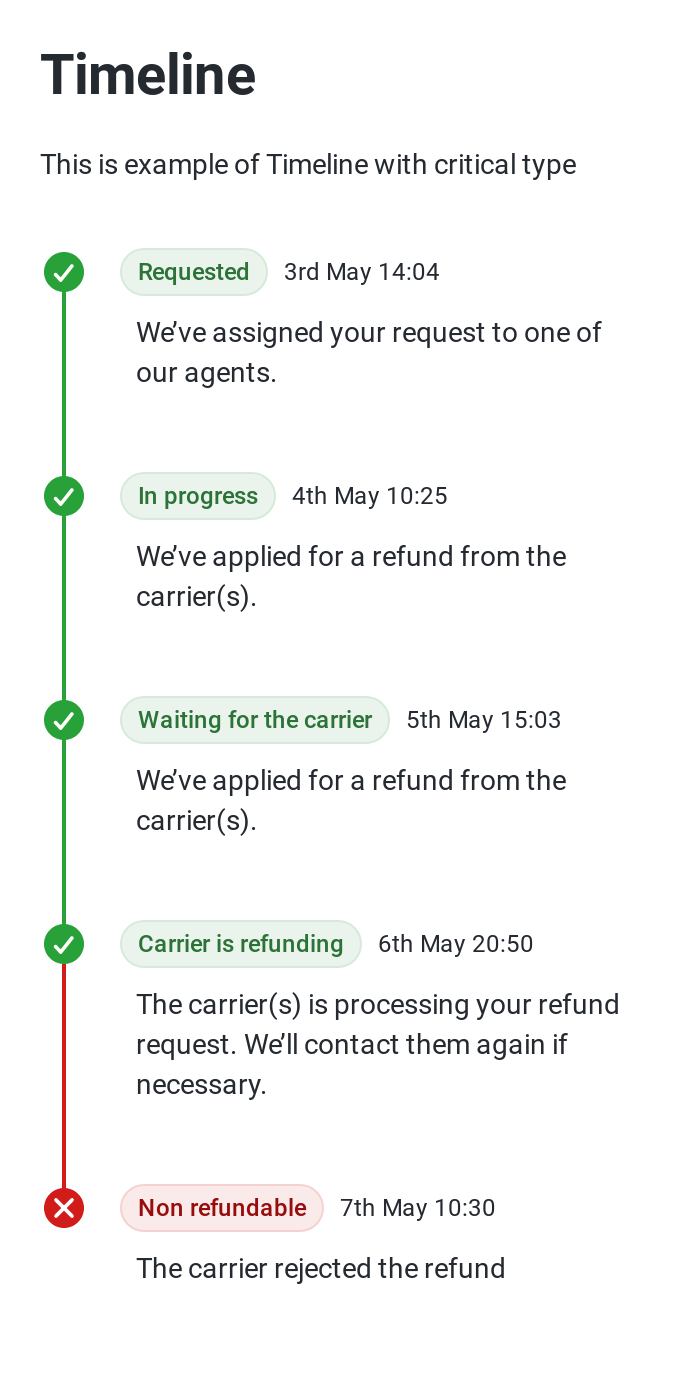 Timeline
This is example of Timeline with critical type
Requested 3rd May 14:04
We’ve assigned your request to one of
our agents.
In progress 4th May 10:25
We’ve applied for a refund from the
carrier(s).
Waiting for the carrier 5th May 15:03
We’ve applied for a refund from the
carrier(s).
Carrier is refunding 6th May 20:50
The carrier(s) is processing your refund
request. We’ll contact them again if
necessary.
Non refundable 7th May 10:30
The carrier rejected the refund